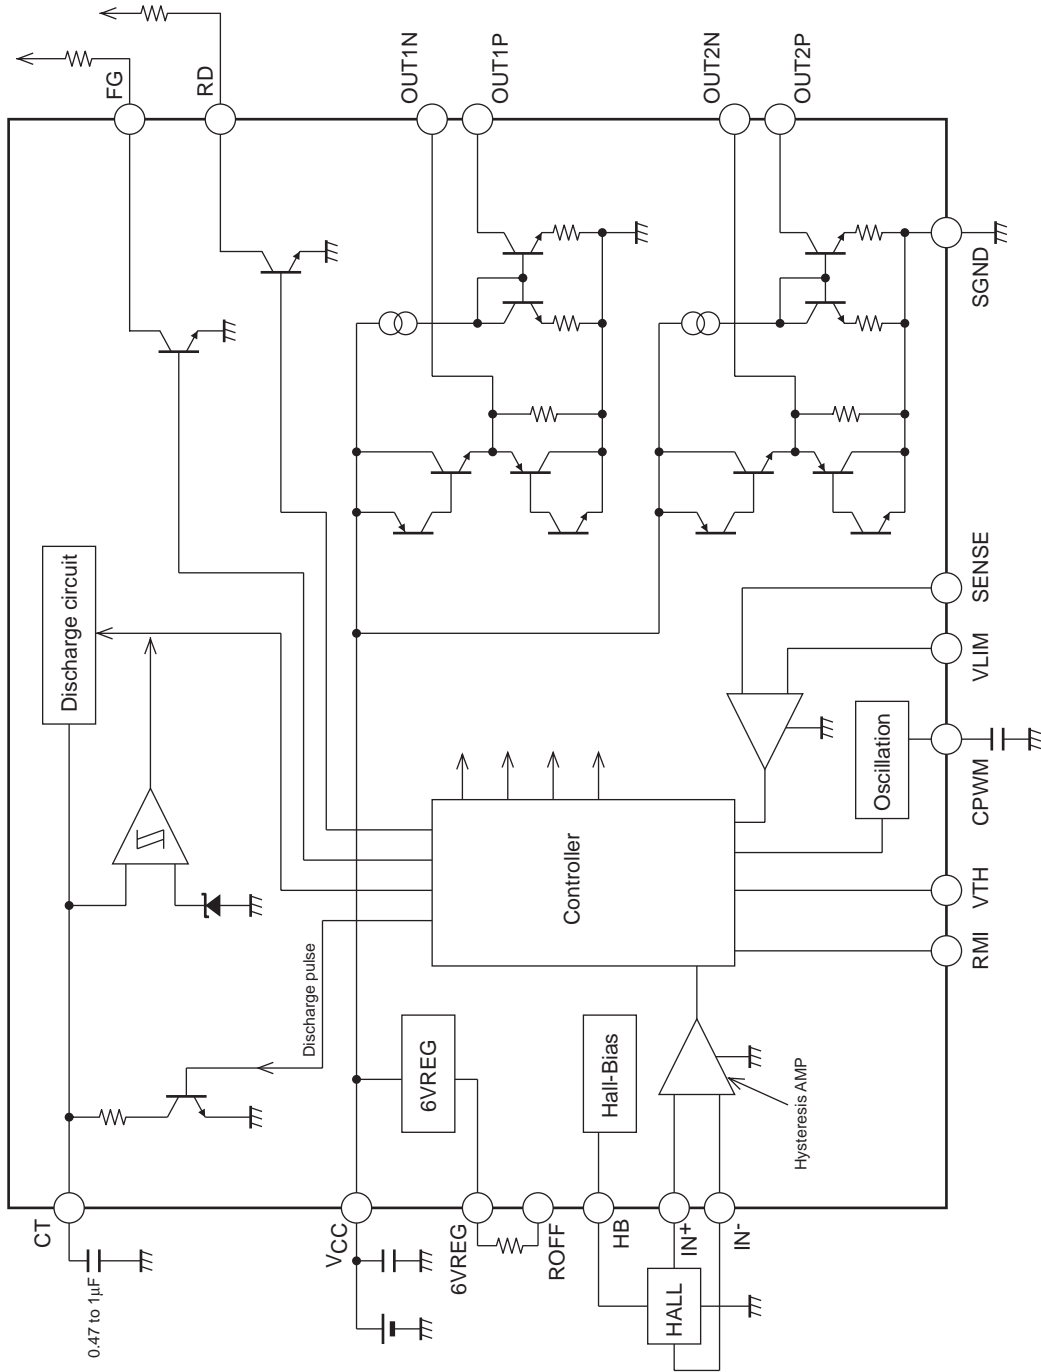 FG
RD
OUT1N
OUT1P
OUT2N
OUT2P
Discharge circuit
SGND
SENSE
VLIM
CPWM
VTH
RMI
Oscillation
Controller
Discharge pulse
6VREG
Hall-Bias
Hysteresis AMP
CT
0.47 to 1µF
VCC
6VREG
ROFF
HB
IN+
IN-
HALL